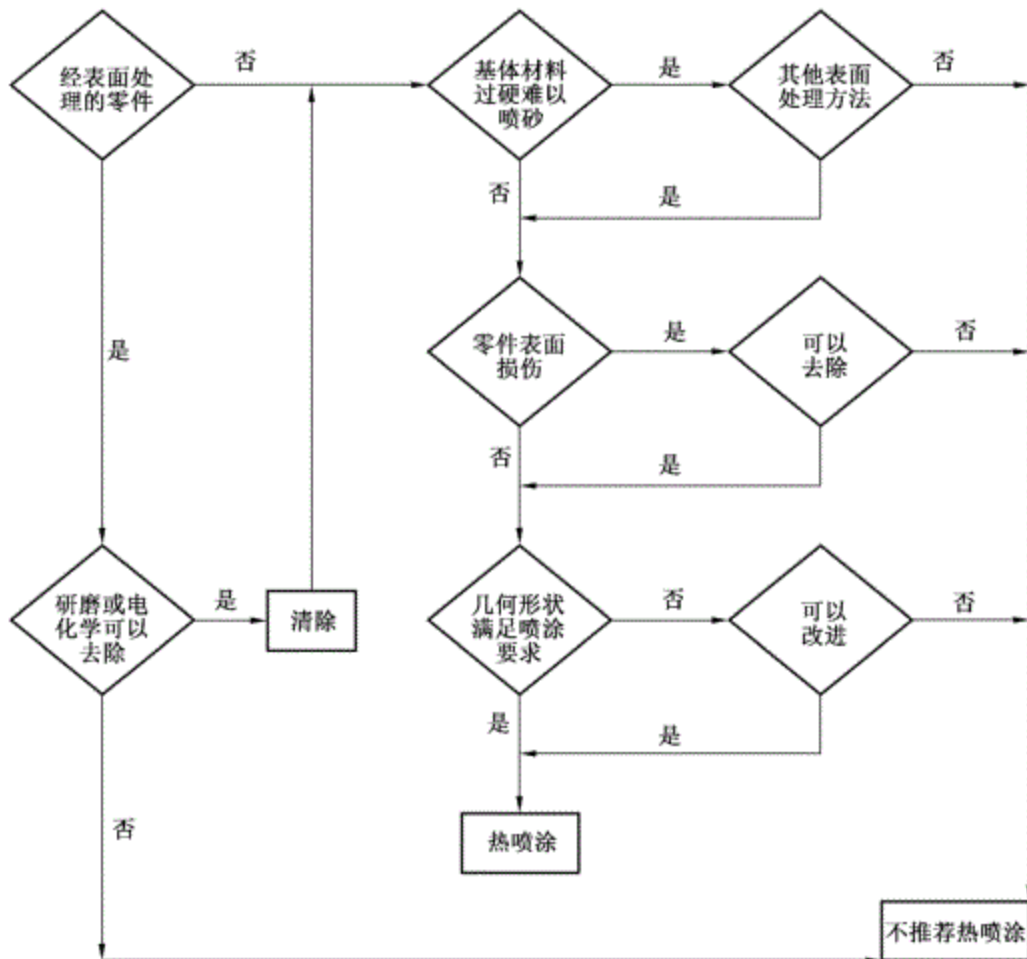 经表面处
理的零件
否
基体材料
过硬难以
喷砂
是
其他表面
处理方法
否
否
是
是
零件表面
损伤
是
可以
去除
否
否
是
研磨或电
化学可以
去除
是
清除
几何形状
满足喷涂
要求
否
可以
改进
否
是
是
否
热喷涂
不推荐热喷涂